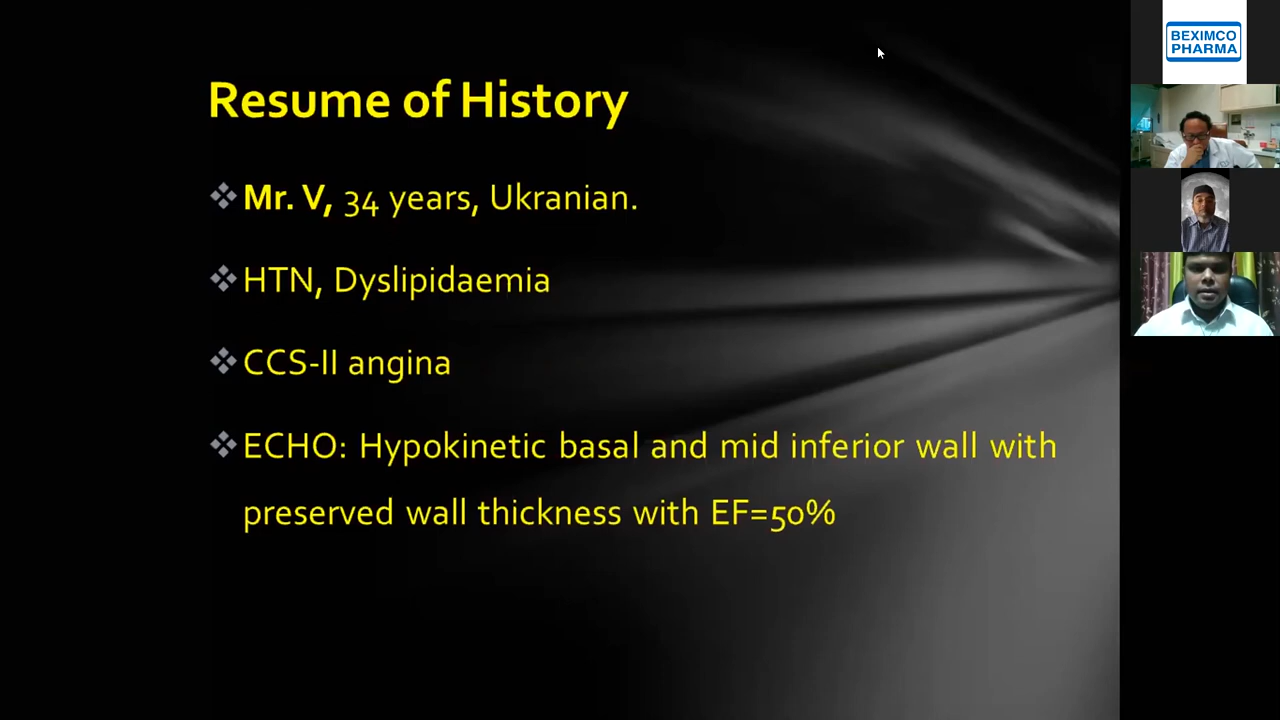 Resume of History
Mr. V, 34 years, Ukranian.
HTN, Dyslipidaemia
CCS-II angina
ECHO: Hypokinetic basal and mid inferior wall with
preserved wall thickness with EF=50%
BEXIMCO
PHARMA